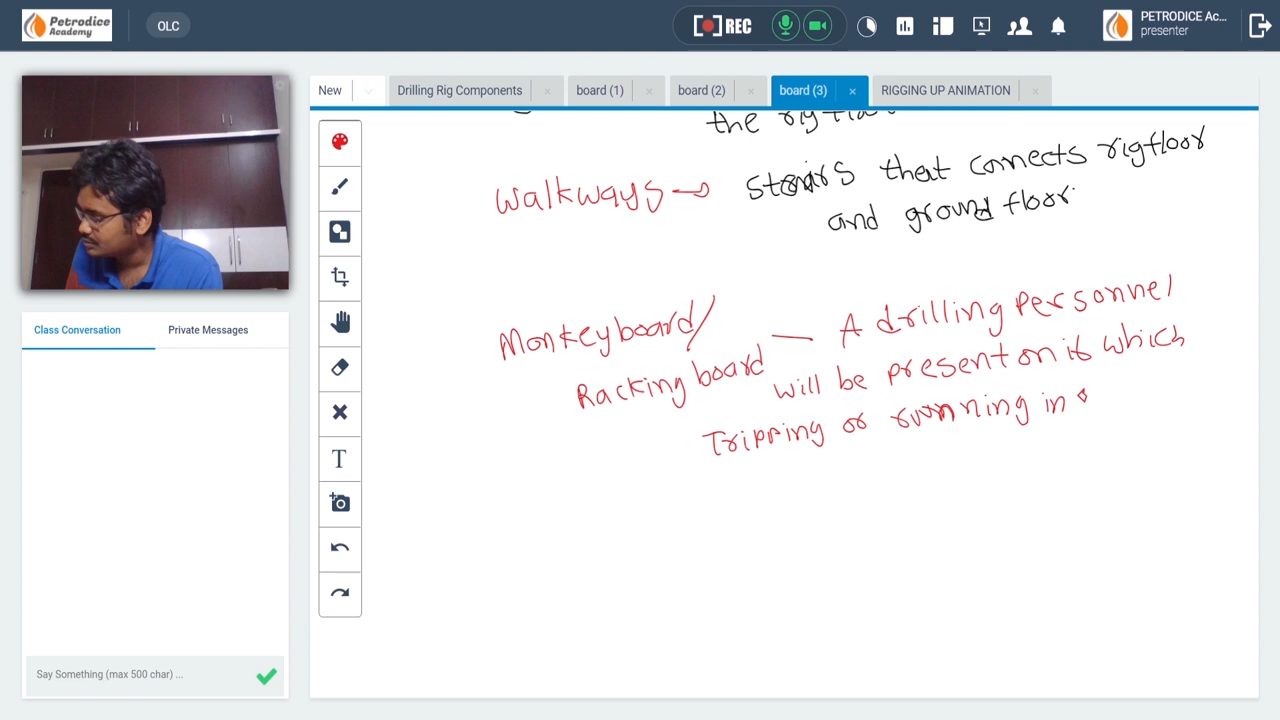 Petrodice
Academy
OLC
REC
PETRODICE Ac...
presenter
New
Drilling Rig Components
board (1)
board (2)
board (3)
RIGGING UP ANIMATION
the rig
Walkways → stairs that connects rigfloor
and ground floor
Monkeyboard/
Racking board — A drilling Personnel
will be present on it which
Tripping or running in
T
Class Conversation
Private Messages
Say Something (max 500 char) ...